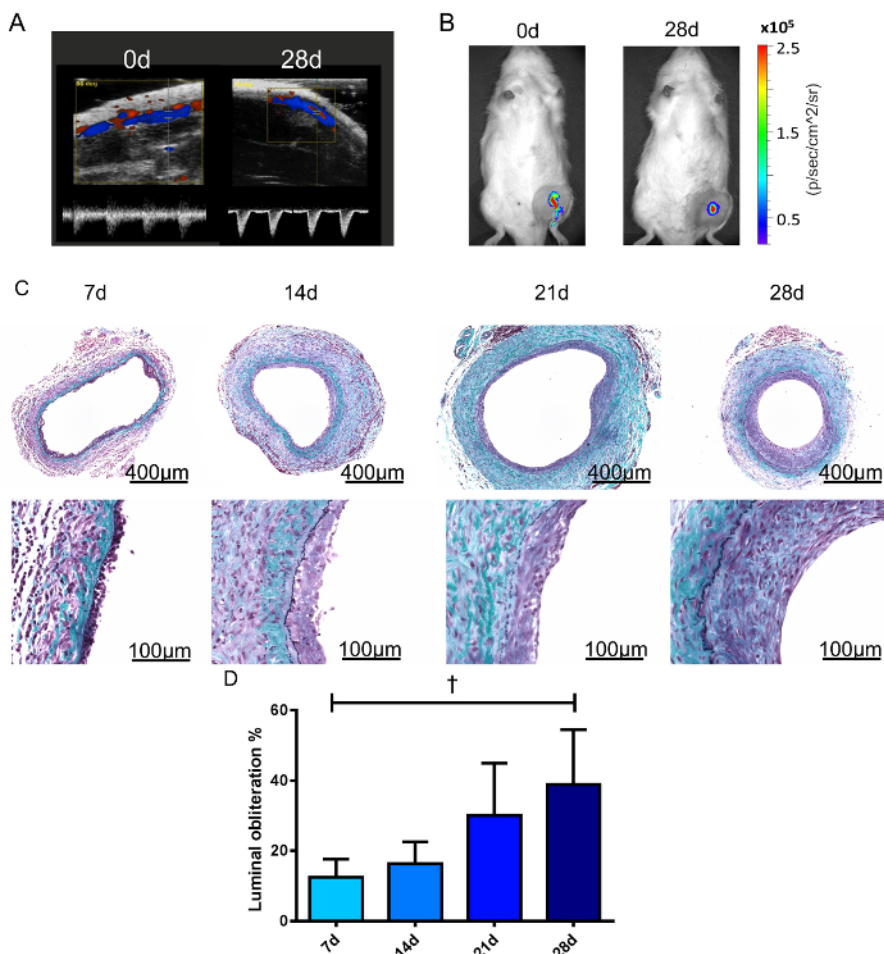 A
0d
28d
B
0d
28d
x10⁵
2.5
1.5
0.5
(p/sec/cm^2/sr)
C
7d
14d
21d
28d
400µm
400µm
400µm
400µm
100µm
100µm
100µm
100µm
D
†
Luminal obliteration %
60
40
20
0
7d
14d
21d
28d